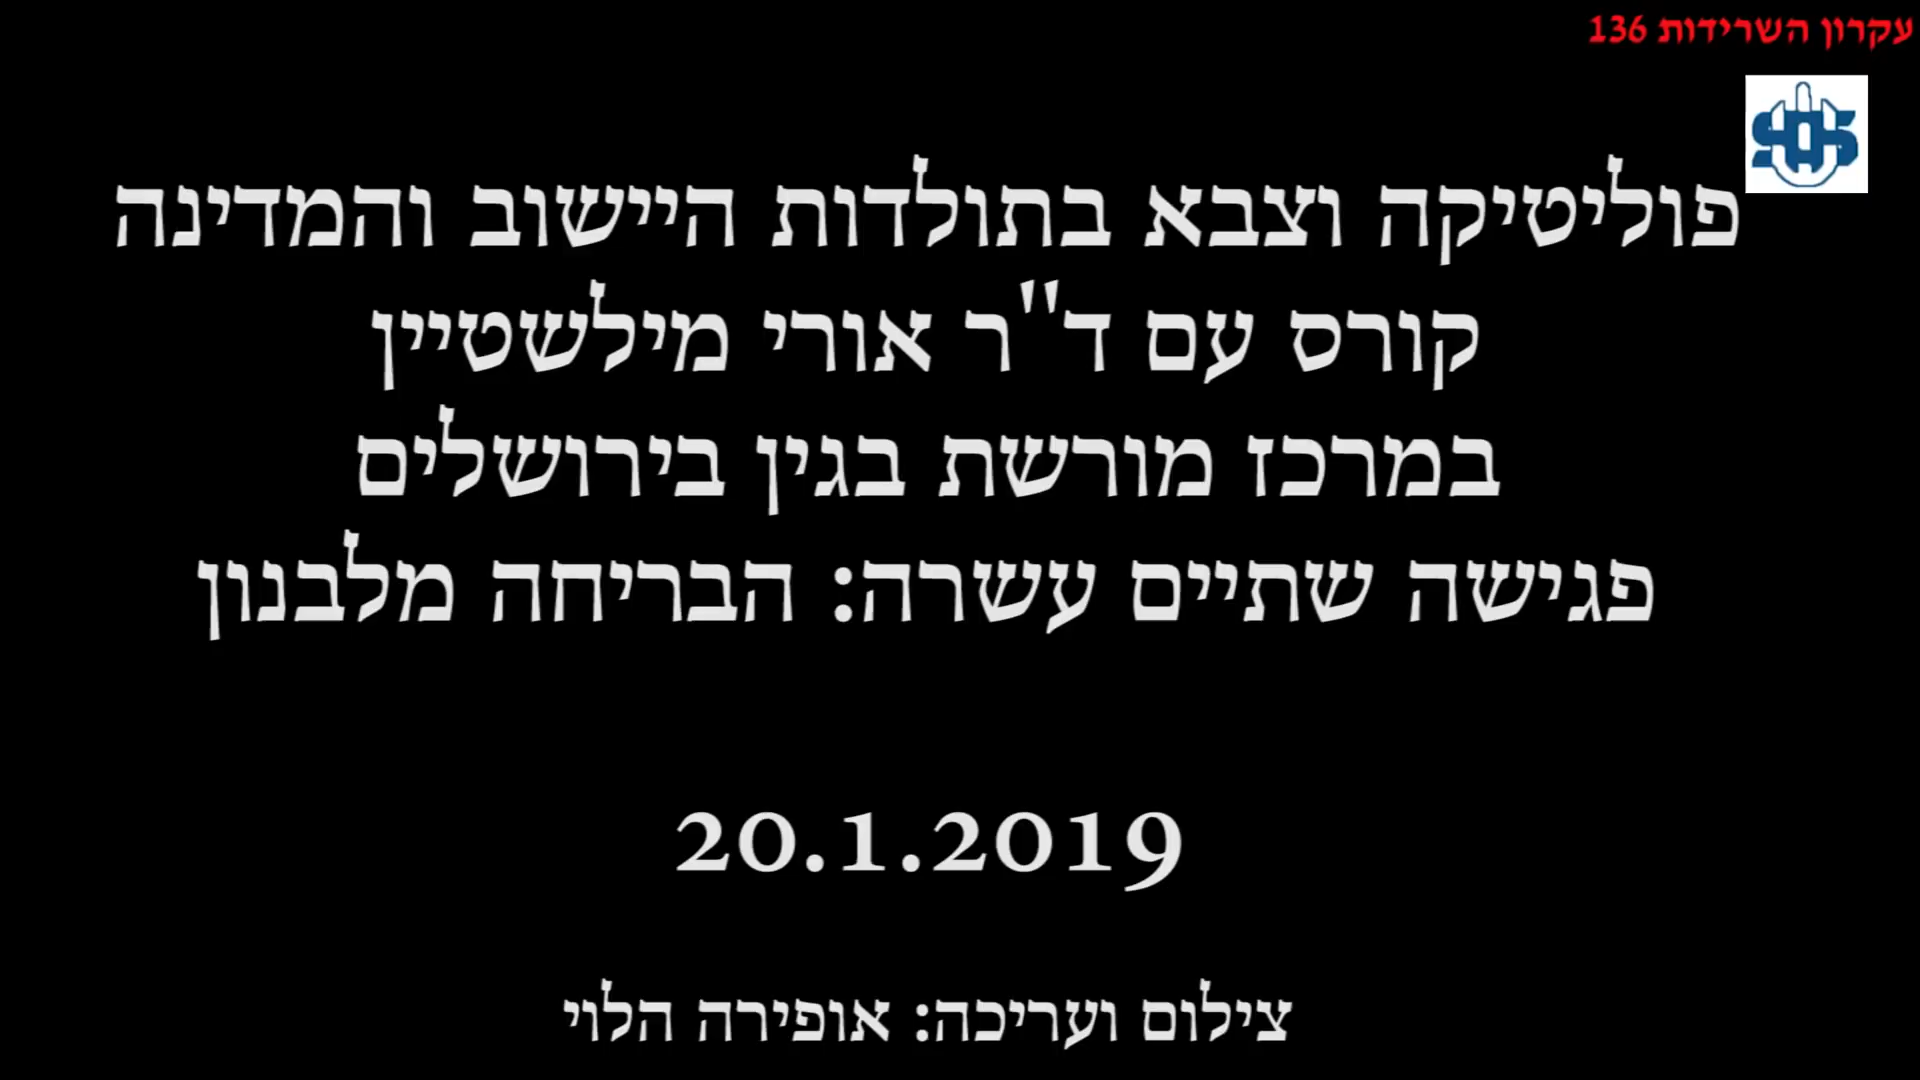 עקרון השרידות 136
SOS
פוליטיקה וצבא בתולדות היישוב והמדינה
קורס עם ד"ר אורי מילשטיין
במרכז מורשת בגין בירושלים
פגישה שתיים עשרה: הבריחה מלבנון
20.1.2019
צילום ועריכה: אופירה הלוי